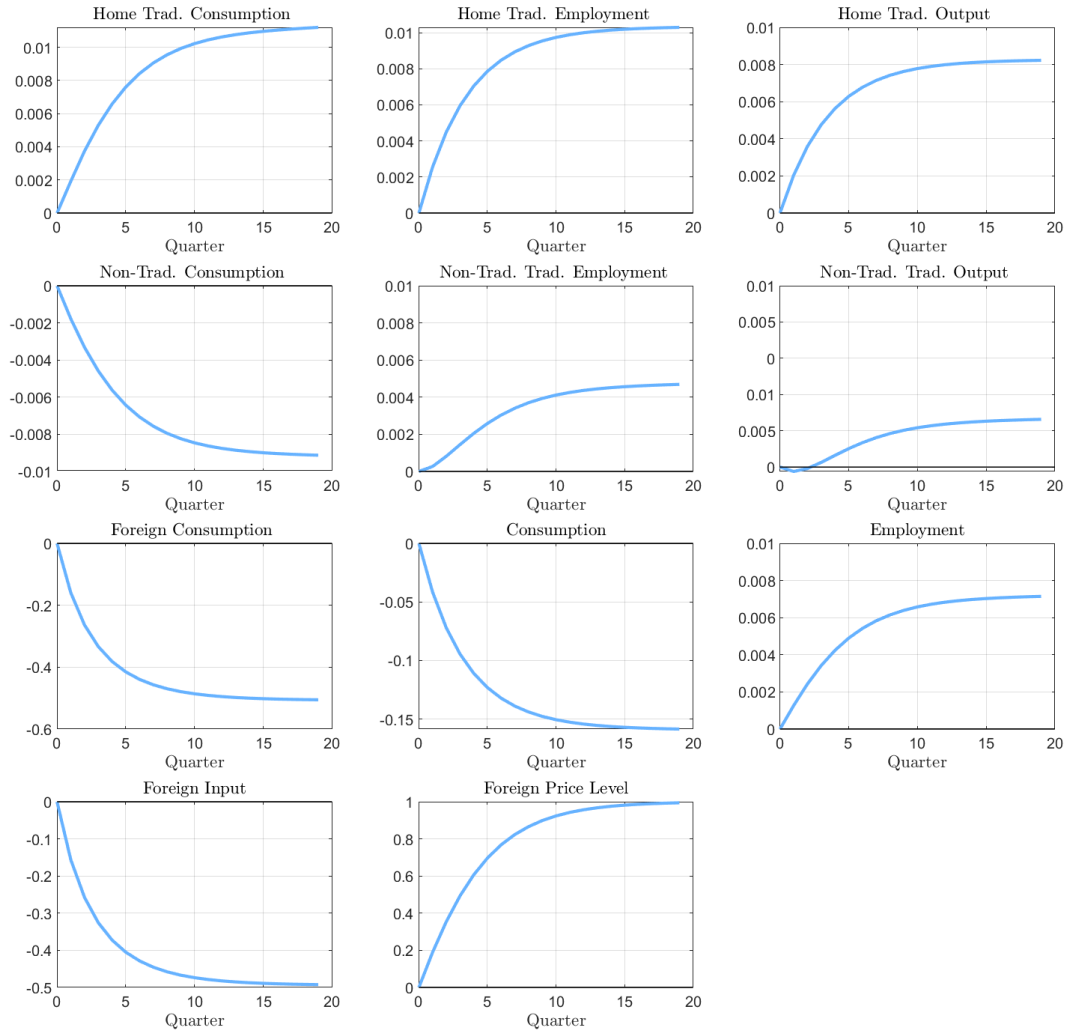 Home Trad. Consumption
0.01
0.008
0.006
0.004
0.002
0
0 5 10 15 20
Quarter
Home Trad. Employment
0.01
0.008
0.006
0.004
0.002
0
0 5 10 15 20
Quarter
Home Trad. Output
0.01
0.008
0.006
0.004
0.002
0
0 5 10 15 20
Quarter
Non-Trad. Consumption
0
-0.002
-0.004
-0.006
-0.008
-0.01
0 5 10 15 20
Quarter
Non-Trad. Trad. Employment
0.01
0.008
0.006
0.004
0.002
0
0 5 10 15 20
Quarter
Non-Trad. Trad. Output
0.01
0.005
0
0.01
0.005
0
0 5 10 15 20
Quarter
Foreign Consumption
0
-0.2
-0.4
-0.6
0 5 10 15 20
Quarter
Consumption
0
-0.05
-0.1
-0.15
0 5 10 15 20
Quarter
Employment
0.01
0.008
0.006
0.004
0.002
0
0 5 10 15 20
Quarter
Foreign Input
0
-0.1
-0.2
-0.3
-0.4
-0.5
0 5 10 15 20
Quarter
Foreign Price Level
1
0.8
0.6
0.4
0.2
0
0 5 10 15 20
Quarter